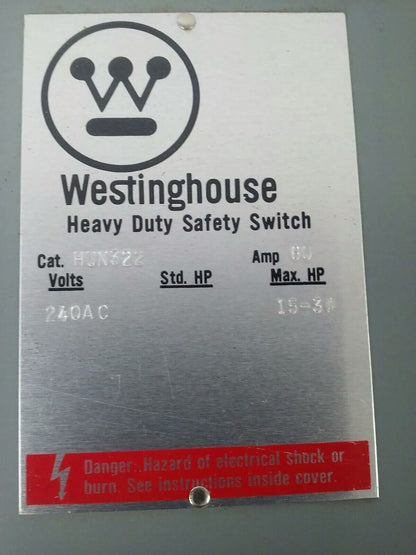 Westinghouse
Heavy Duty Safety Switch
Cat. HUN322 Amp 60
Volts Std. HP Max. HP
240AC 15-3ø
Danger: Hazard of electrical shock or
burn. See instructions inside cover.